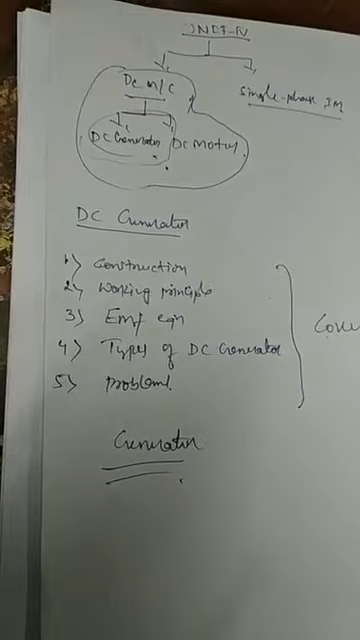 UNIT-IV
DC M/C
Single-phase IM
DC Generator
DC Motor
DC Generator
1) Construction
2) Working principle
3) Emf eqn
4) Types of DC Generator
5) Problems
Generator